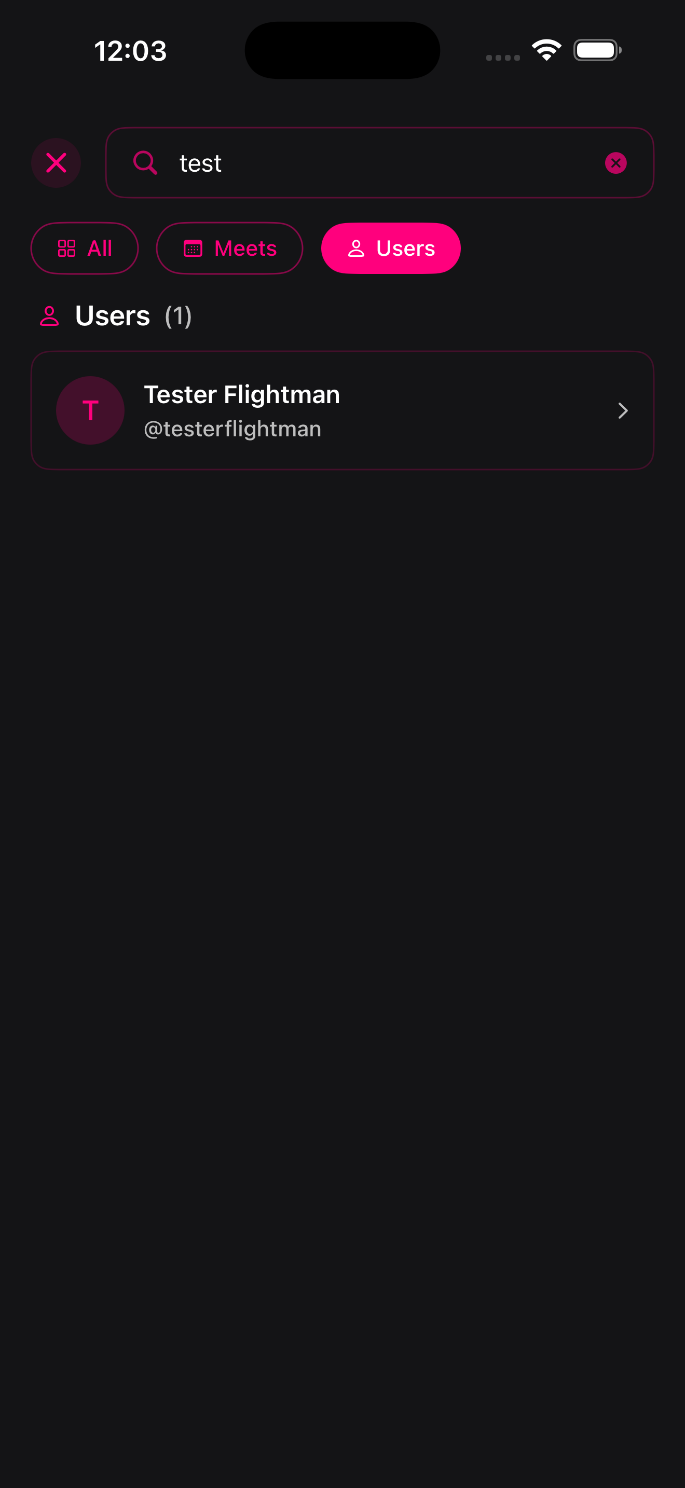 12:03
test
All Meets Users
Users (1)
T
Tester Flightman
@testerflightman